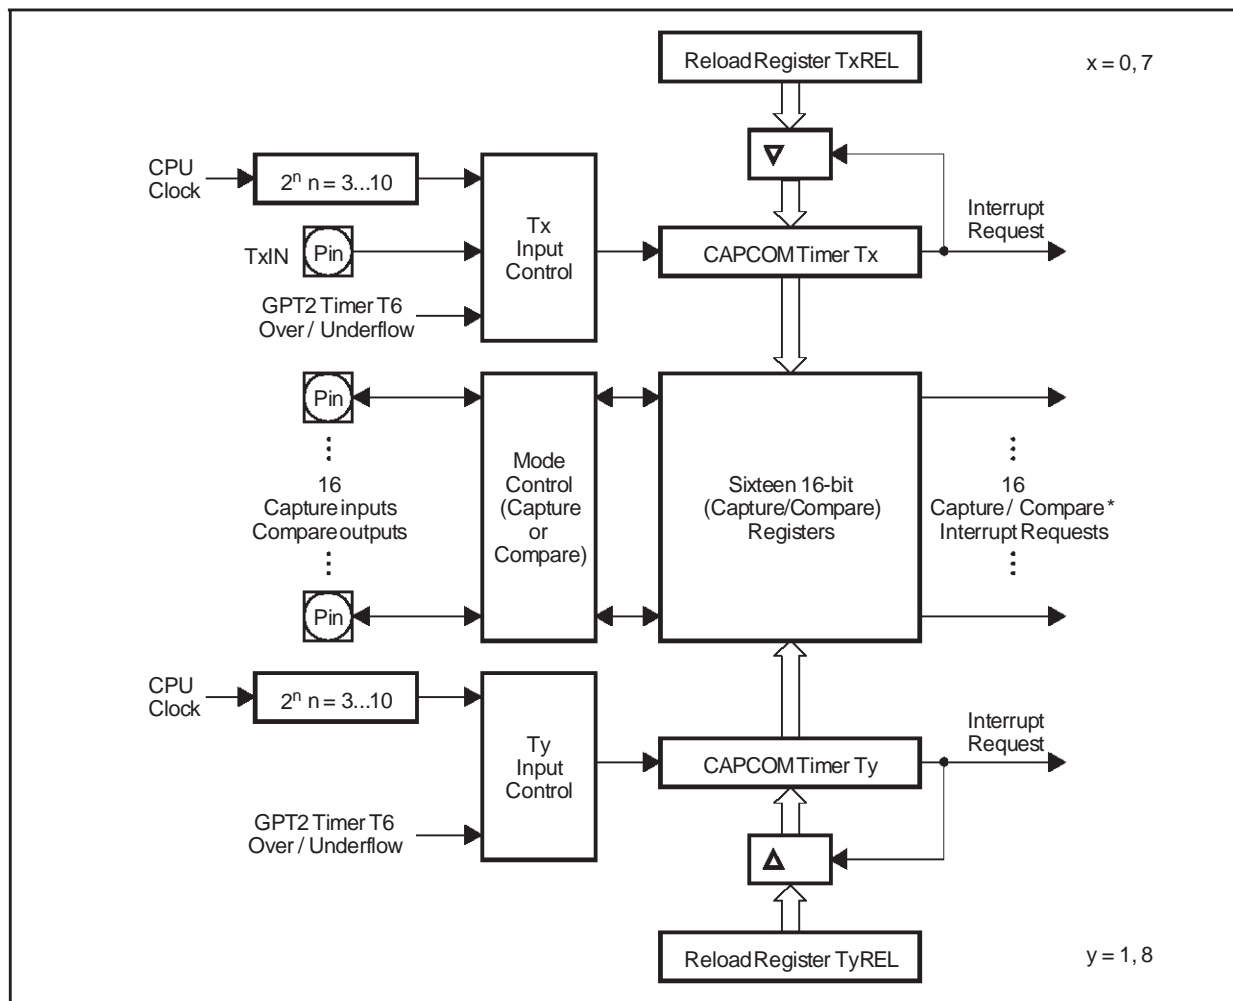 Reload Register TxREL
x = 0, 7
CPU
Clock
2ⁿ n = 3...10
Tx
Input
Control
Interrupt
Request
TxIN
Pin
CAPCOM Timer Tx
GPT2 Timer T6
Over / Underflow
Pin
16
Capture inputs
Compare outputs
Pin
Mode
Control
(Capture
or
Compare)
Sixteen 16-bit
(Capture/Compare)
Registers
16
Capture / Compare *
Interrupt Requests
CPU
Clock
2ⁿ n = 3...10
Ty
Input
Control
Interrupt
Request
CAPCOM Timer Ty
GPT2 Timer T6
Over / Underflow
Reload Register TyREL
y = 1, 8